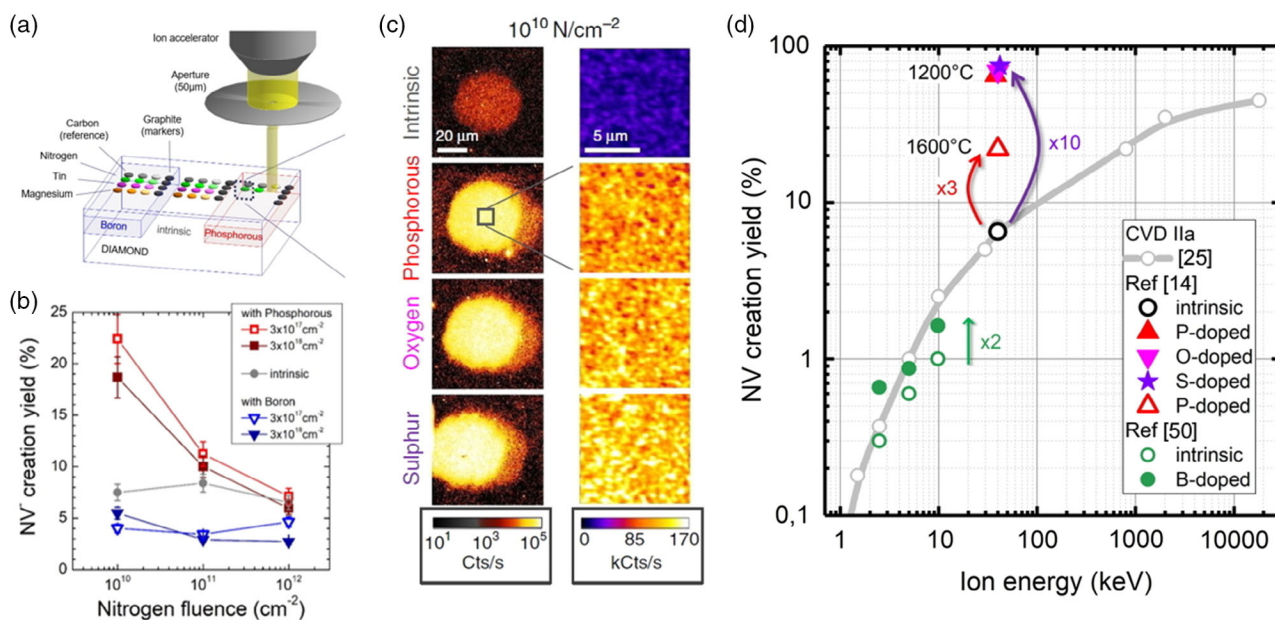 (a)
Ion accelerator
Aperture
(50μm)
Carbon
(reference)
Graphite
(markers)
Nitrogen
Tin
Magnesium
Boron
intrinsic
Phosphorous
DIAMOND
(b)
NV⁻ creation yield (%)
25
20
15
10
5
0
with Phosphorous
3x10¹⁷cm⁻²
3x10¹⁸cm⁻²
intrinsic
with Boron
3x10¹⁷cm⁻²
3x10¹⁸cm⁻²
10¹⁰ 10¹¹ 10¹²
Nitrogen fluence (cm⁻²)
(c)
10¹⁰ N/cm⁻²
Intrinsic
20 μm
5 μm
Phosphorous
Oxygen
Sulphur
10¹ 10³ 10⁵
Cts/s
0 85 170
kCts/s
(d)
NV creation yield (%)
100
10
1
0,1
1200°C
1600°C
x10
x3
x2
CVD IIa
[25]
Ref [14]
intrinsic
P-doped
O-doped
S-doped
P-doped
Ref [50]
intrinsic
B-doped
1 10 100 1000 10000
Ion energy (keV)